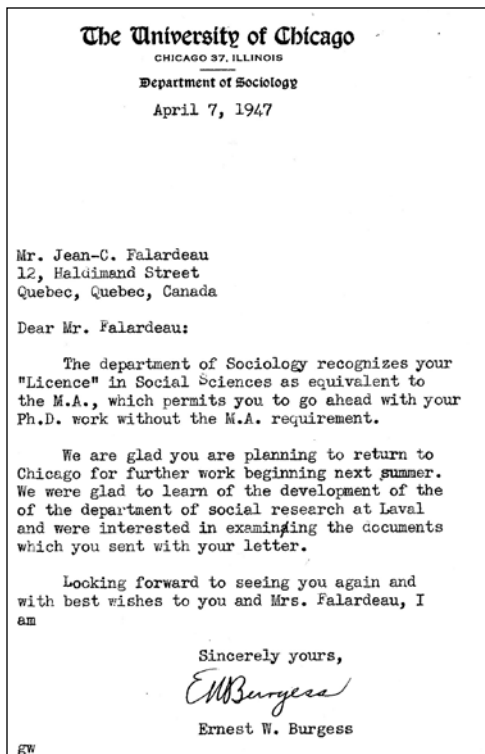 The University of Chicago
CHICAGO 37, ILLINOIS
Department of Sociology
April 7, 1947
Mr. Jean-C. Falardeau
12, Haldimand Street
Quebec, Quebec, Canada
Dear Mr. Falardeau:
The department of Sociology recognizes your
"Licence" in Social Sciences as equivalent to
the M.A., which permits you to go ahead with your
Ph.D. work without the M.A. requirement.
We are glad you are planning to return to
Chicago for further work beginning next summer.
We were glad to learn of the development of the
of the department of social research at Laval
and were interested in examining the documents
which you sent with your letter.
Looking forward to seeing you again and
with best wishes to you and Mrs. Falardeau, I
am
Sincerely yours,
EWBurgess
Ernest W. Burgess
gw